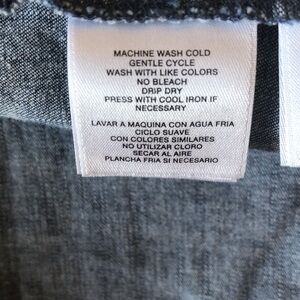 MACHINE WASH COLD
GENTLE CYCLE
WASH WITH LIKE COLORS
NO BLEACH
DRIP DRY
PRESS WITH COOL IRON IF
NECESSARY
LAVAR A MAQUINA CON AGUA FRIA
CICLO SUAVE
CON COLORES SIMILARES
NO UTILIZAR CLORO
SECAR AL AIRE
PLANCHA FRIA SI NECESARIO